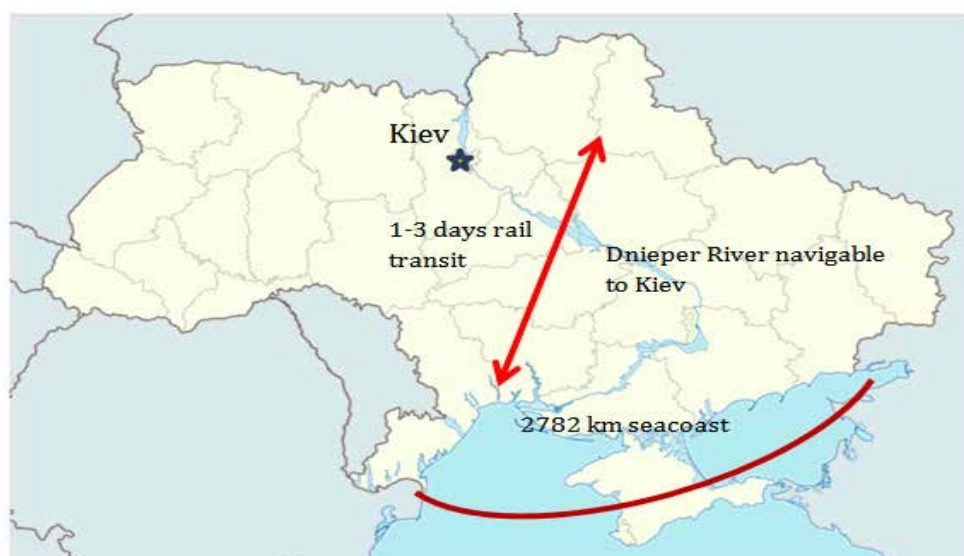 Kiev
1-3 days rail
transit
Dnieper River navigable
to Kiev
2782 km seacoast